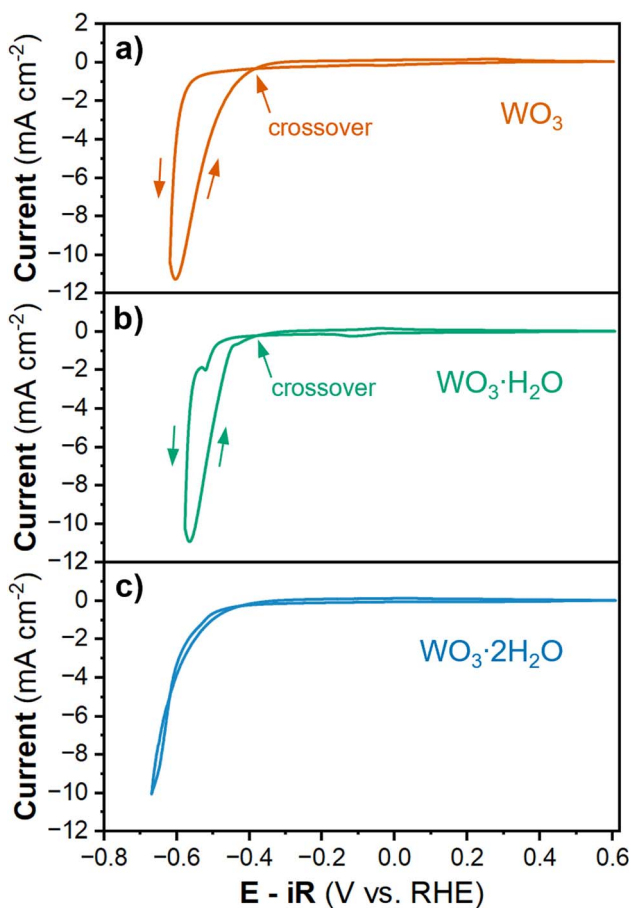 2
a)
0
−2
−4
−6
−8
−10
−12
Current (mA cm⁻²)
crossover
WO₃
b)
0
−2
−4
−6
−8
−10
−12
Current (mA cm⁻²)
crossover
WO₃·H₂O
c)
0
−2
−4
−6
−8
−10
−12
Current (mA cm⁻²)
WO₃·2H₂O
−0.8 −0.6 −0.4 −0.2 0.0 0.2 0.4 0.6
E - iR (V vs. RHE)